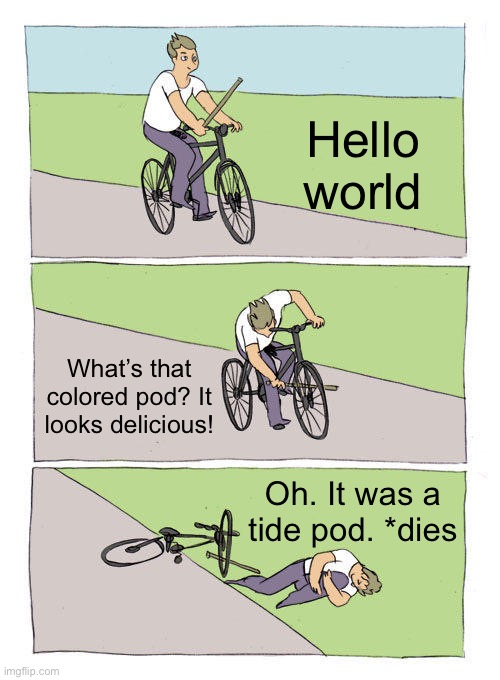 Hello
world
What’s that
colored pod? It
looks delicious!
Oh. It was a
tide pod. *dies
imgflip.com